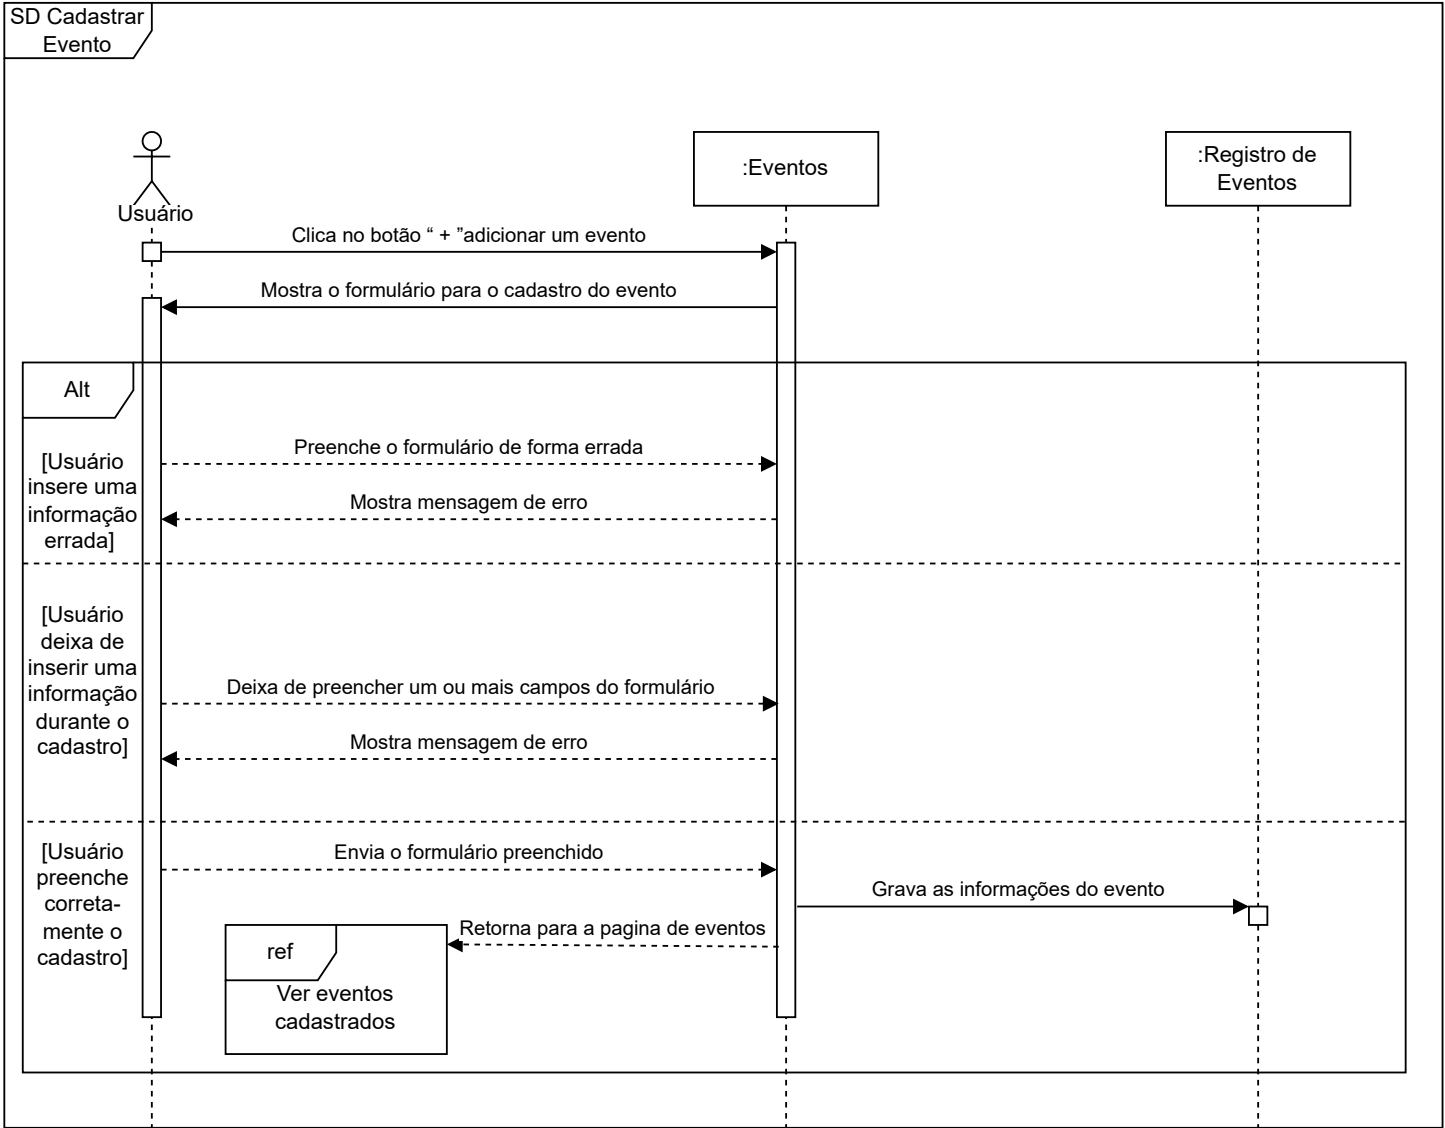 SD Cadastrar
Evento
Usuário
:Eventos
:Registro de
Eventos
Clica no botão “ + ”adicionar um evento
Mostra o formulário para o cadastro do evento
Alt
[Usuário
insere uma
informação
errada]
Preenche o formulário de forma errada
Mostra mensagem de erro
[Usuário
deixa de
inserir uma
informação
durante o
cadastro]
Deixa de preencher um ou mais campos do formulário
Mostra mensagem de erro
[Usuário
preenche
correta-
mente o
cadastro]
Envia o formulário preenchido
Grava as informações do evento
Retorna para a pagina de eventos
ref
Ver eventos
cadastrados